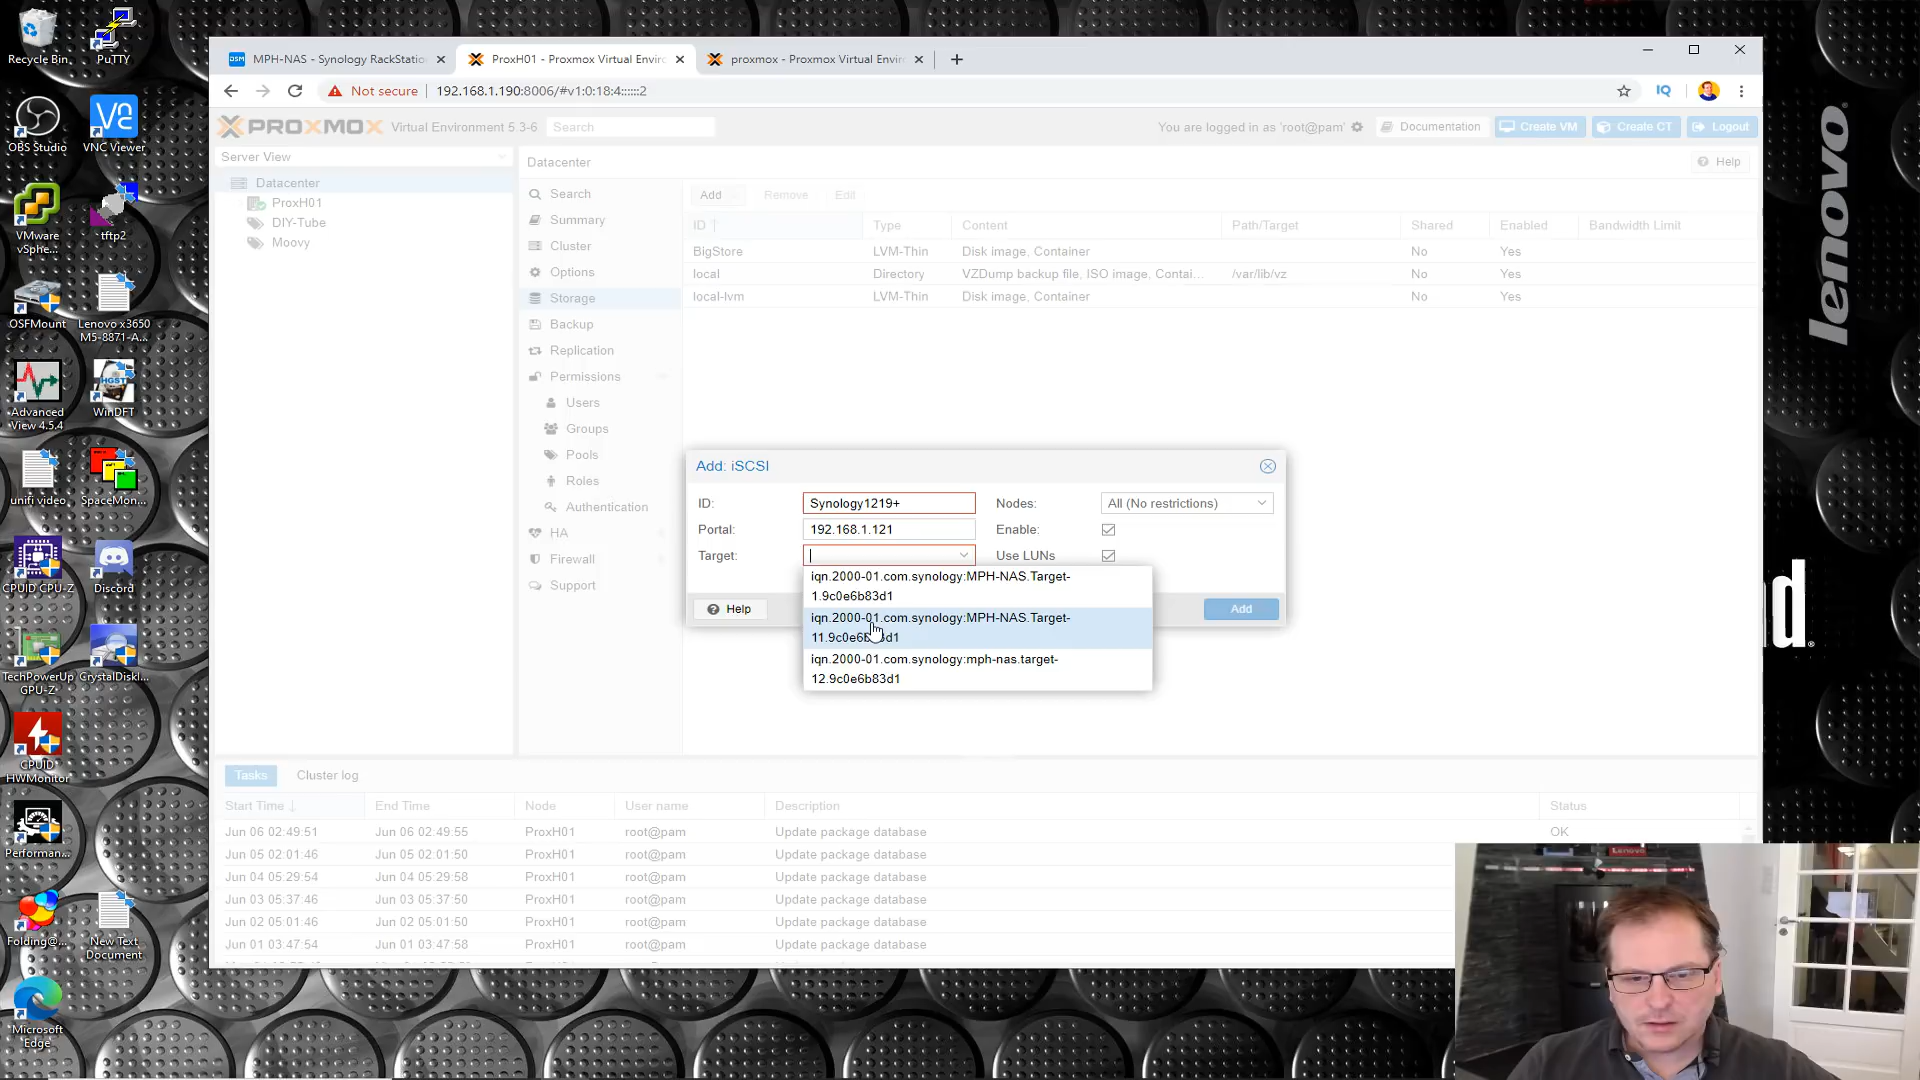 Recycle Bin
PuTTY
OBS Studio
VNC Viewer
VMware
vSphe...
tftp2
OSFMount
Lenovo x3650
M5-8871-A...
Advanced
View 4.5.4
HGST
WinDFT
unifi video
SpaceMon...
CPUID CPU-Z
Discord
TechPowerUp
GPU-Z
CrystalDiskI...
CPUID
HWMonitor
Performan...
Folding@...
New Text
Document
Microsoft
Edge
DSM
MPH-NAS - Synology RackStatio
ProxH01 - Proxmox Virtual Enviro
proxmox - Proxmox Virtual Enviro
Not secure
192.168.1.190:8006/#v1:0:18:4::::::2
IQ
PROXMOX
Virtual Environment 5.3-6
Search
You are logged in as 'root@pam'
Documentation
Create VM
Create CT
Logout
Server View
Datacenter
ProxH01
DIY-Tube
Moovy
Datacenter
Help
Search
Summary
Cluster
Options
Storage
Backup
Replication
Permissions
Users
Groups
Pools
Roles
Authentication
HA
Firewall
Support
Add
Remove
Edit
ID
Type
Content
Path/Target
Shared
Enabled
Bandwidth Limit
BigStore
LVM-Thin
Disk image, Container
No
Yes
local
Directory
VZDump backup file, ISO image, Contai...
/var/lib/vz
No
Yes
local-lvm
LVM-Thin
Disk image, Container
No
Yes
Add: iSCSI
ID:
Synology1219+
Nodes:
All (No restrictions)
Portal:
192.168.1.121
Enable:
Target:
Use LUNs
iqn.2000-01.com.synology:MPH-NAS.Target-
1.9c0e6b83d1
iqn.2000-01.com.synology:MPH-NAS.Target-
iqn.2000-01.com.synology:mph-nas.target-
12.9c0e6b83d1
Help
Add
Tasks
Cluster log
Start Time
End Time
Node
User name
Description
Status
Jun 06 02:49:51
Jun 06 02:49:55
ProxH01
root@pam
Update package database
OK
Jun 05 02:01:46
Jun 05 02:01:50
ProxH01
root@pam
Update package database
Jun 04 05:29:54
Jun 04 05:29:58
ProxH01
root@pam
Update package database
Jun 03 05:37:46
Jun 03 05:37:50
ProxH01
root@pam
Update package database
Jun 02 05:01:46
Jun 02 05:01:50
ProxH01
root@pam
Update package database
Jun 01 03:47:54
Jun 01 03:47:58
ProxH01
root@pam
Update package database
lenovo